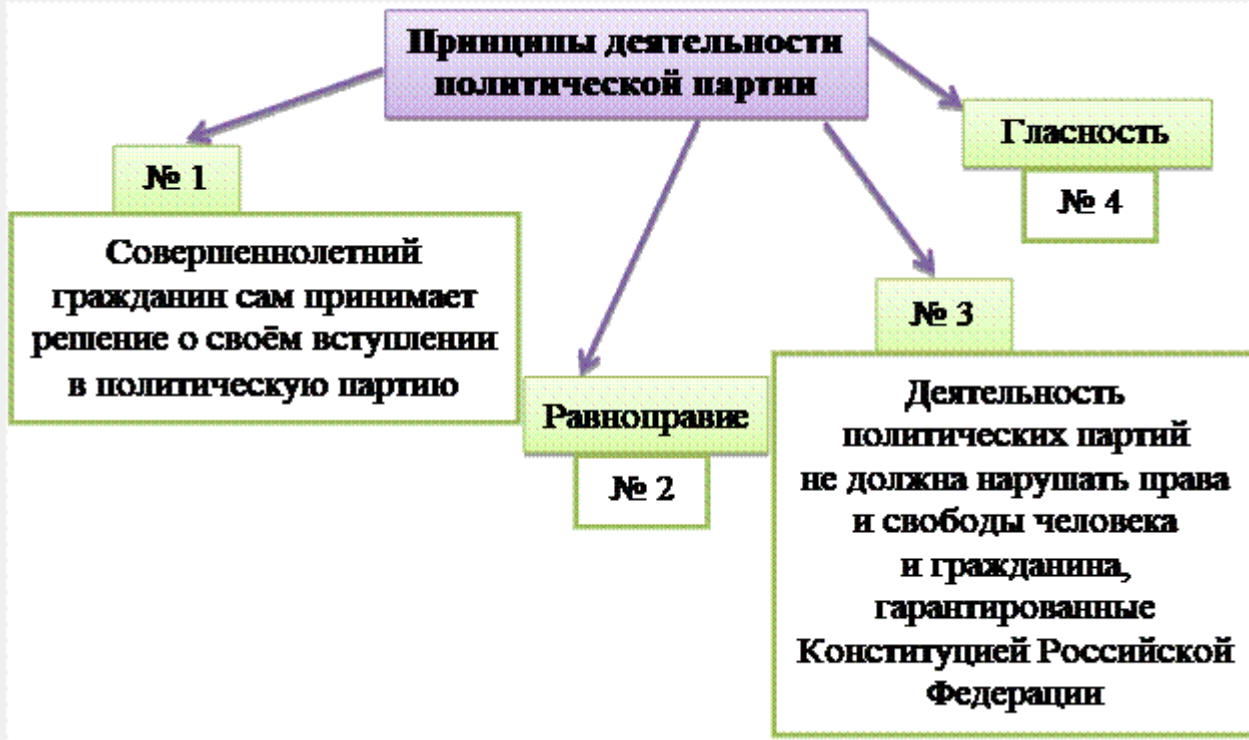 Принципы деятельности
политической партии
№ 1
Совершеннолетний
гражданин сам принимает
решение о своём вступлении
в политическую партию
Равноправие
№ 2
№ 3
Деятельность
политических партий
не должна нарушать права
и свободы человека
и гражданина,
гарантированные
Конституцией Российской
Федерации
Гласность
№ 4